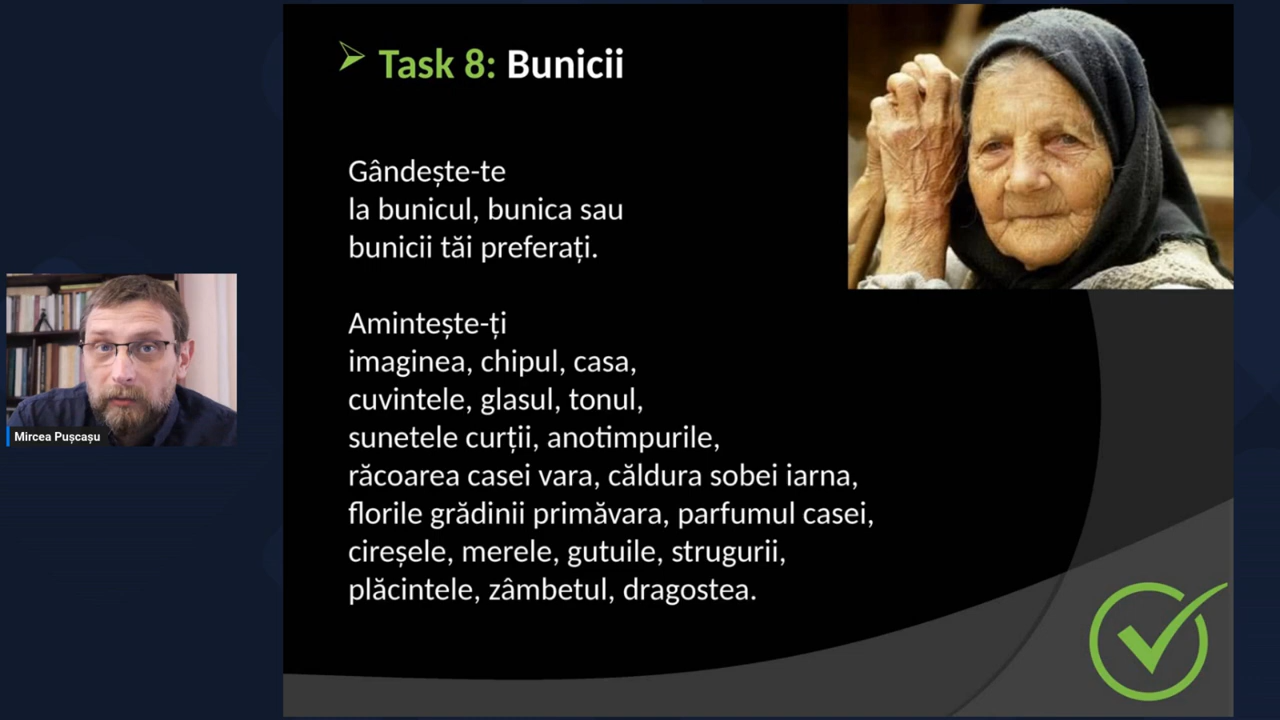 Task 8: Bunicii
Gândește-te
la bunicul, bunica sau
bunicii tăi preferați.
Amintește-ți
imaginea, chipul, casa,
cuvintele, glasul, tonul,
sunetele curții, anotimpurile,
răcoarea casei vara, căldura sobei iarna,
florile grădinii primăvara, parfumul casei,
cireșele, merele, gutuile, strugurii,
plăcintele, zâmbetul, dragostea.
Mircea Pușcașu